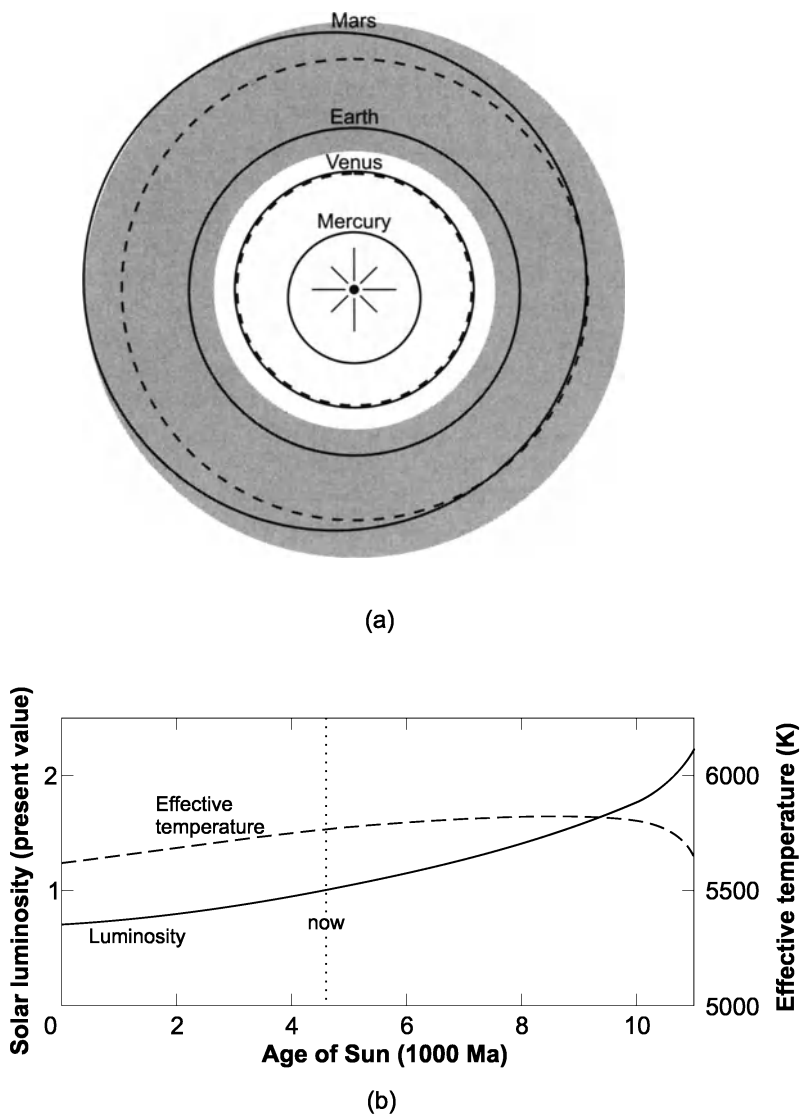 Mars
Earth
Venus
Mercury
(a)
Solar luminosity (present value)
2
1
Effective
temperature
Luminosity
now
6000
5500
5000
Effective temperature (K)
0 2 4 6 8 10
Age of Sun (1000 Ma)
(b)